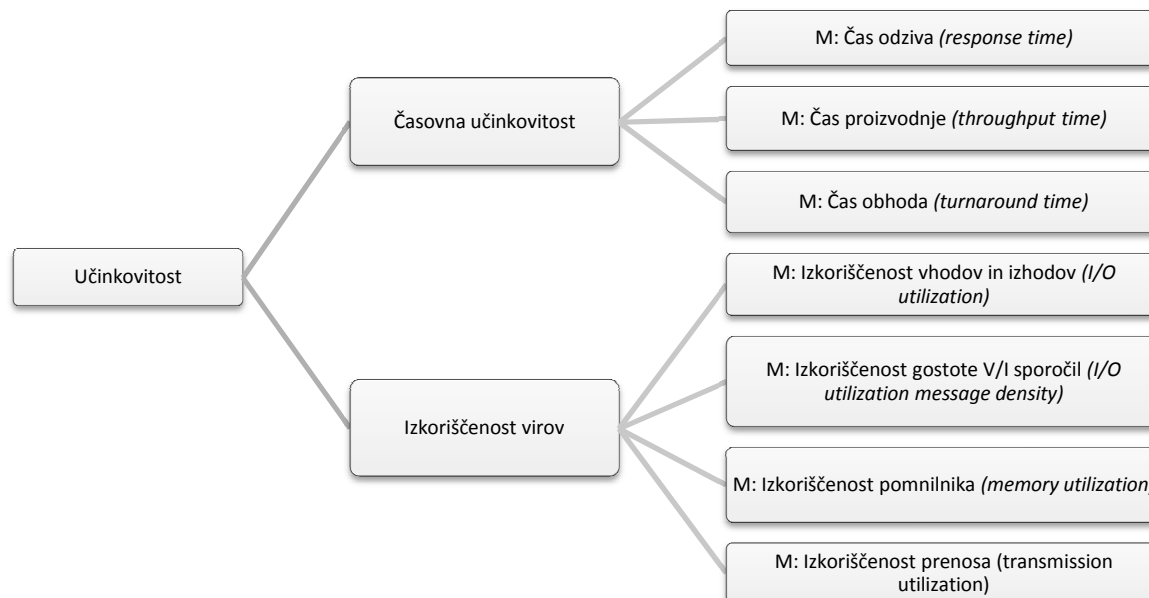 Učinkovitost
Časovna učinkovitost
M: Čas odziva (response time)
M: Čas proizvodnje (throughput time)
M: Čas obhoda (turnaround time)
Izkoriščenost virov
M: Izkoriščenost vhodov in izhodov (I/O
utilization)
M: Izkoriščenost gostote V/I sporočil (I/O
utilization message density)
M: Izkoriščenost pomnilnika (memory utilization)
M: Izkoriščenost prenosa (transmission
utilization)